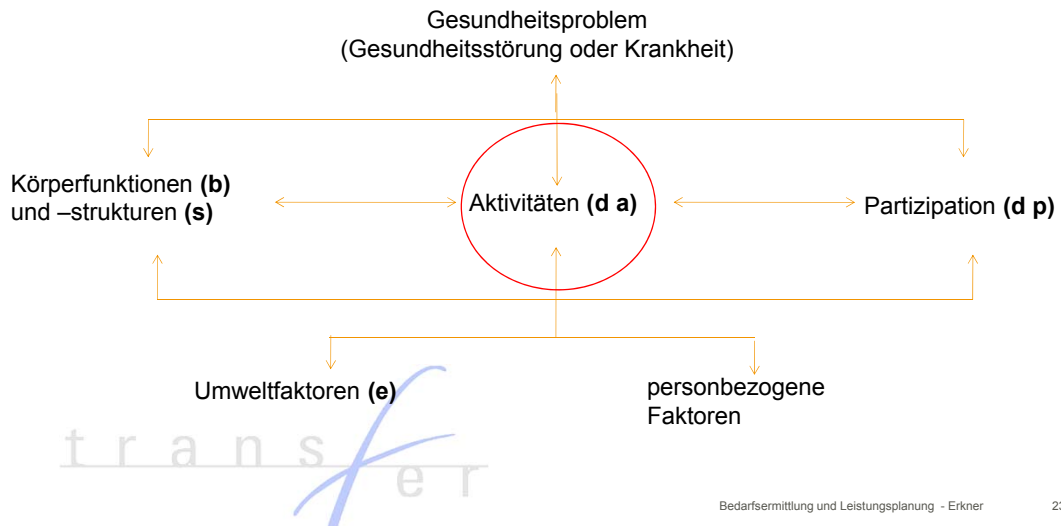 Gesundheitsproblem
(Gesundheitsstörung oder Krankheit)
Körperfunktionen (b)
und –strukturen (s)
Aktivitäten (d a)
Partizipation (d p)
Umweltfaktoren (e)
personbezogene
Faktoren
transfer
Bedarfsermittlung und Leistungsplanung - Erkner 23